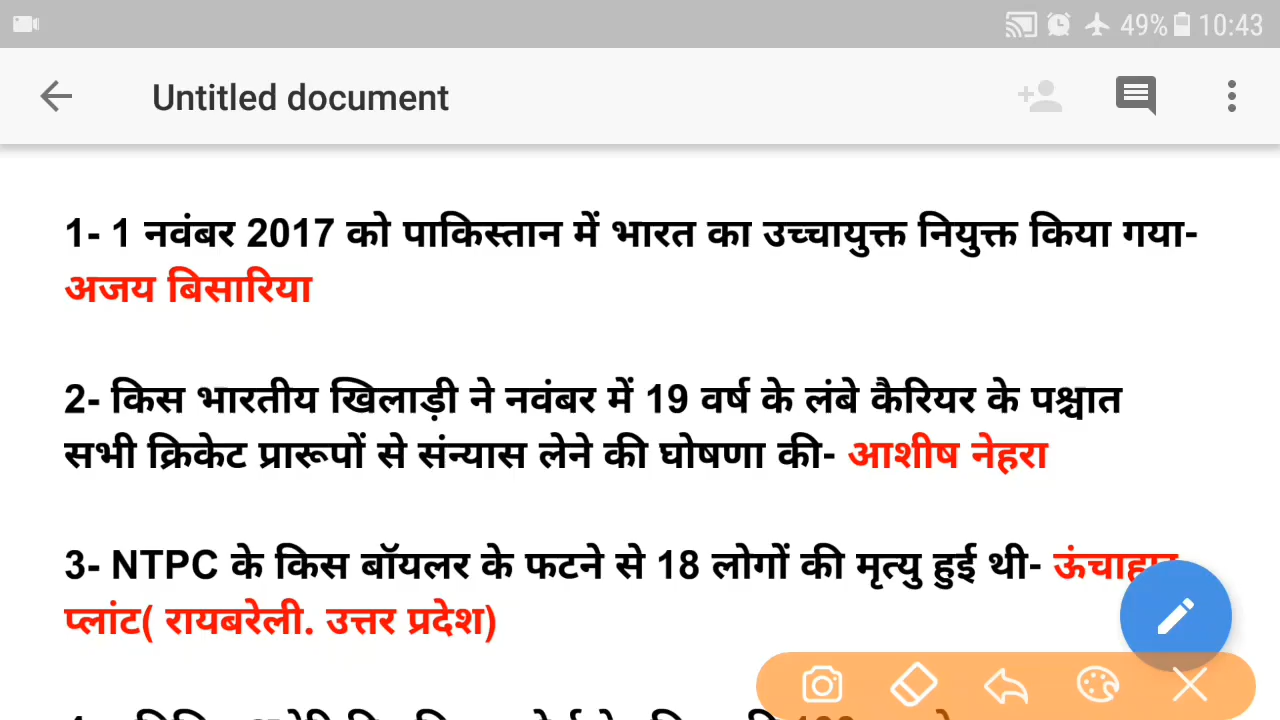 49% 10:43
Untitled document
1- 1 नवंबर 2017 को पाकिस्तान में भारत का उच्चायुक्त नियुक्त किया गया-
अजय बिसारिया
2- किस भारतीय खिलाड़ी ने नवंबर में 19 वर्ष के लंबे कैरियर के पश्चात
सभी क्रिकेट प्रारूपों से संन्यास लेने की घोषणा की- आशीष नेहरा
3- NTPC के किस बॉयलर के फटने से 18 लोगों की मृत्यु हुई थी- ऊंचाहार
प्लांट( रायबरेली. उत्तर प्रदेश)